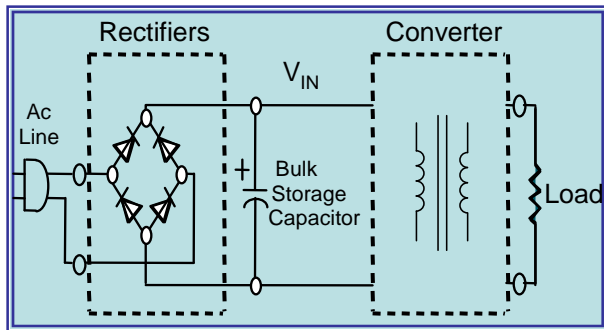 Rectifiers
Converter
V_IN
Ac
Line
+
Bulk
Storage
Capacitor
Load